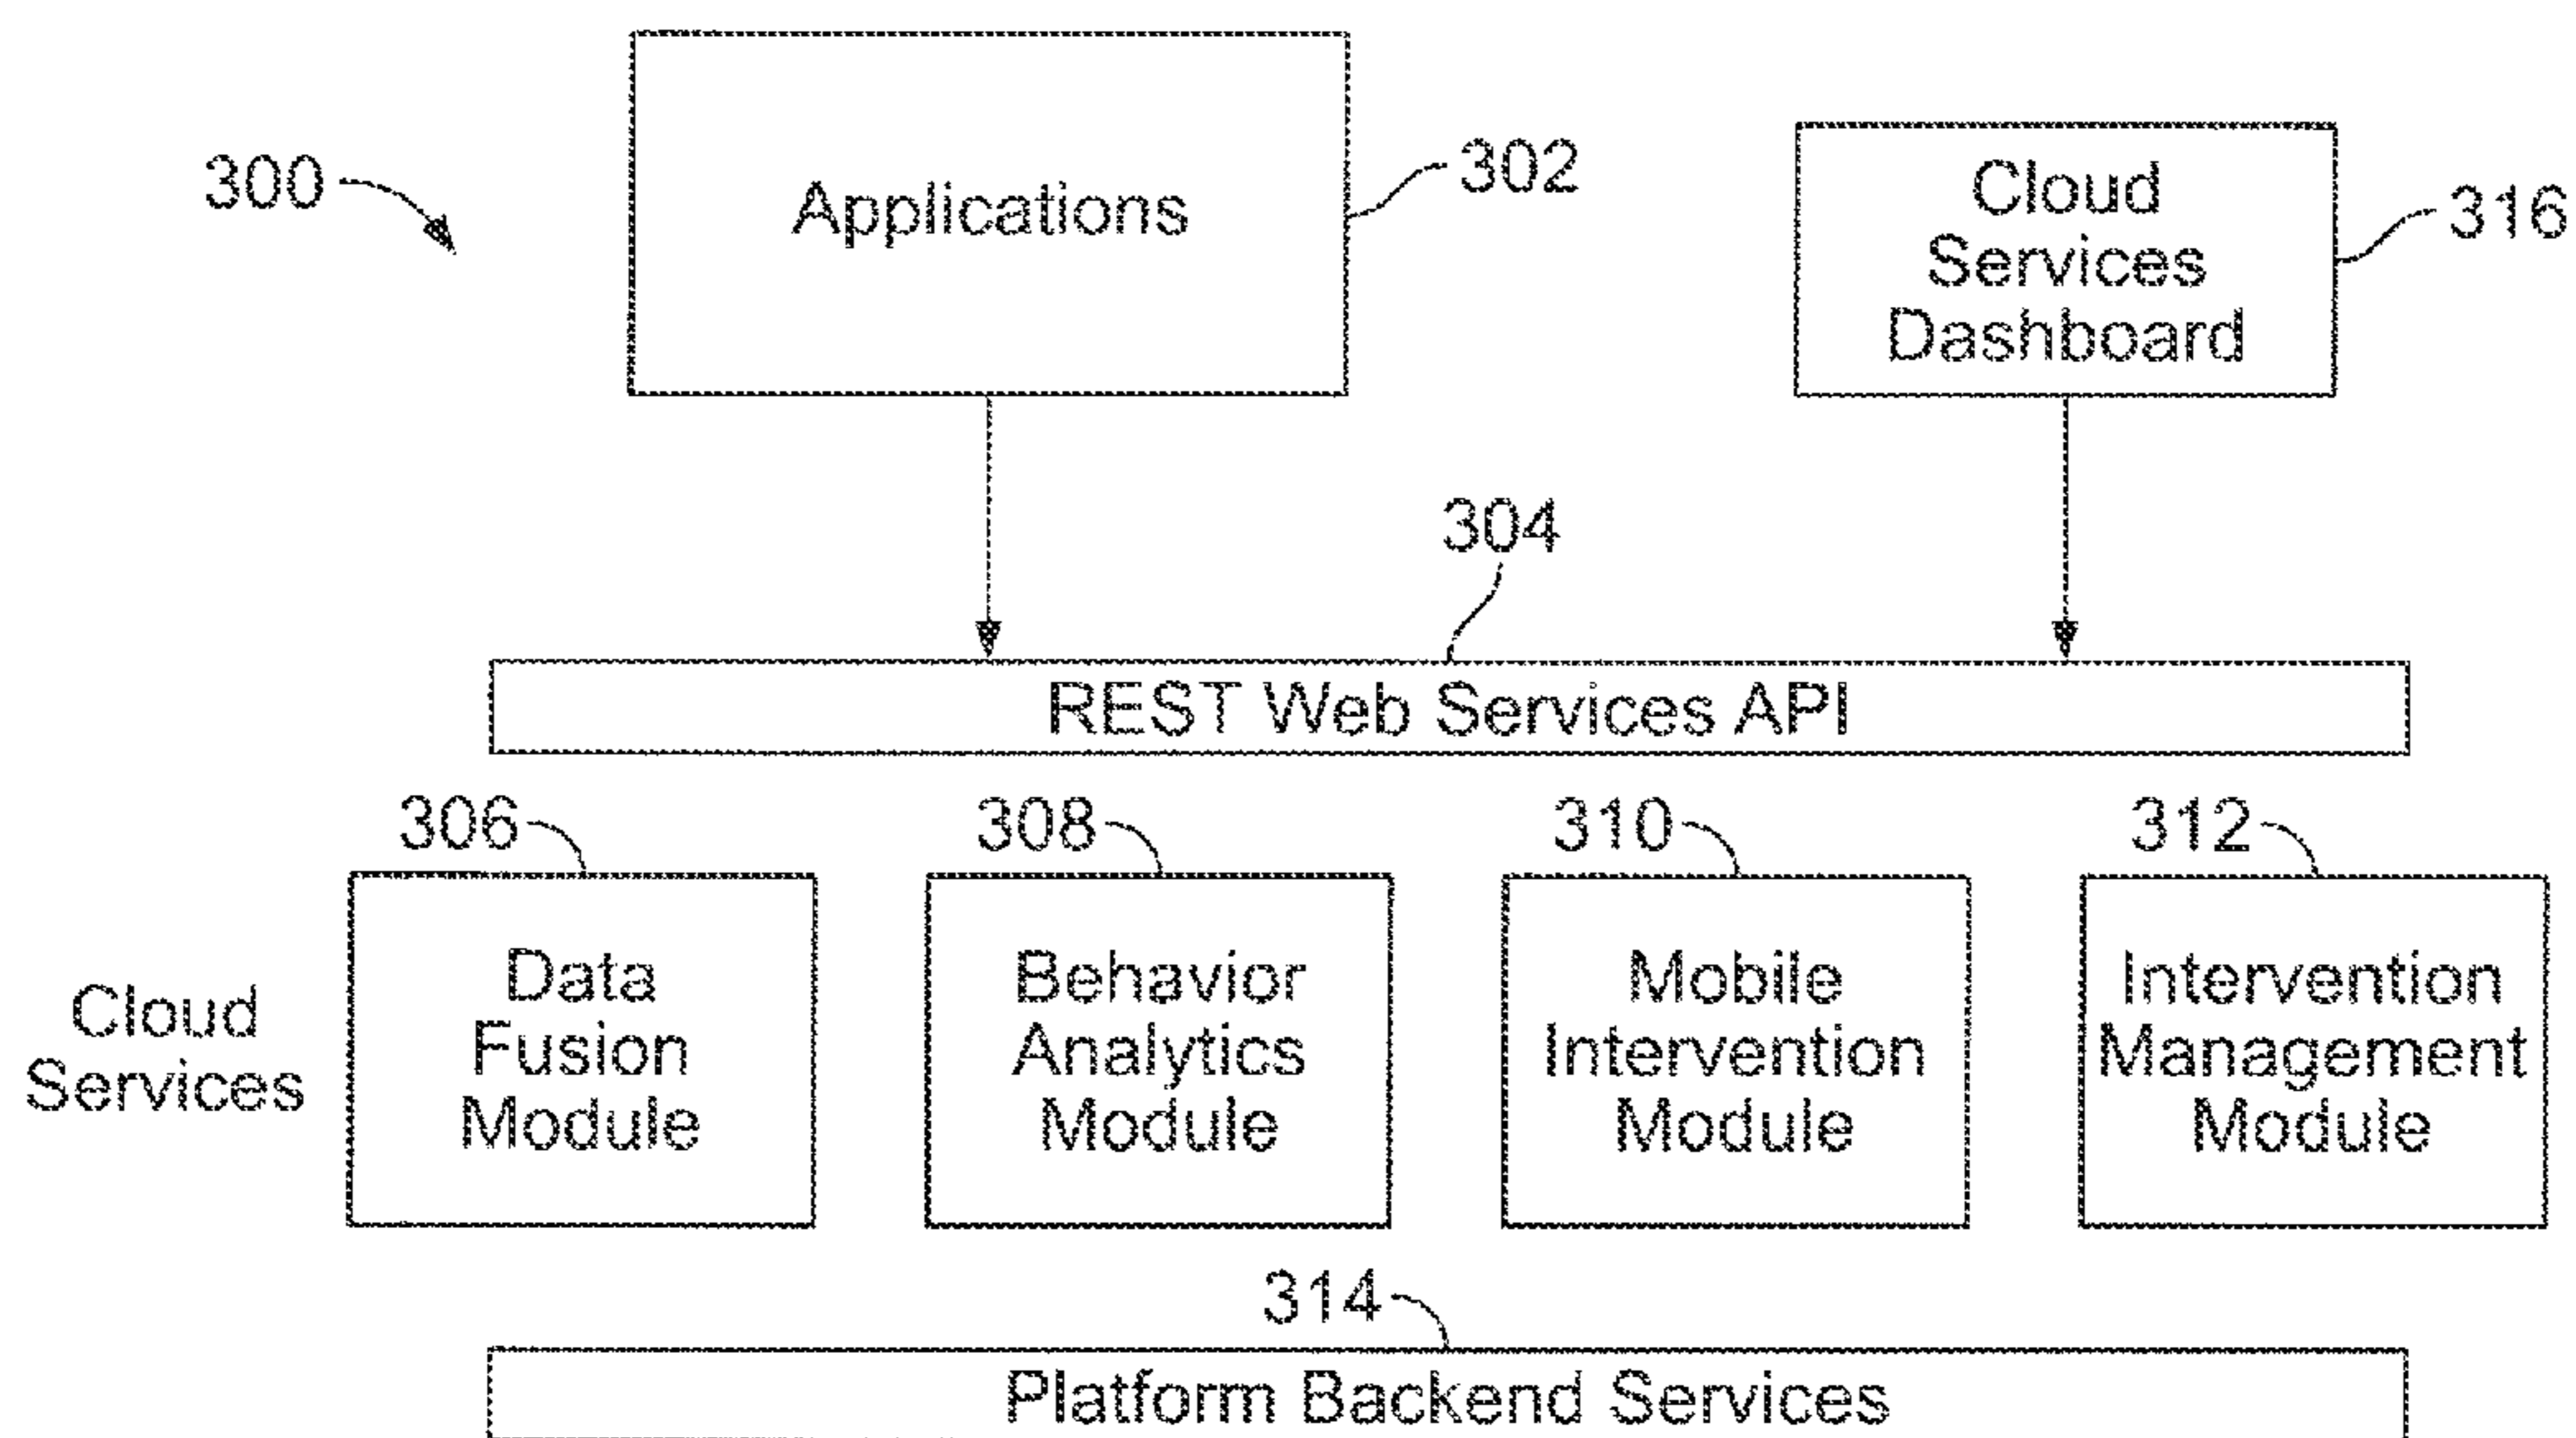 300
Applications
302
Cloud
Services
Dashboard
316
304
REST Web Services API
306
308
310
312
Cloud
Services
Data
Fusion
Module
Behavior
Analytics
Module
Mobile
Intervention
Module
Intervention
Management
Module
314
Platform Backend Services